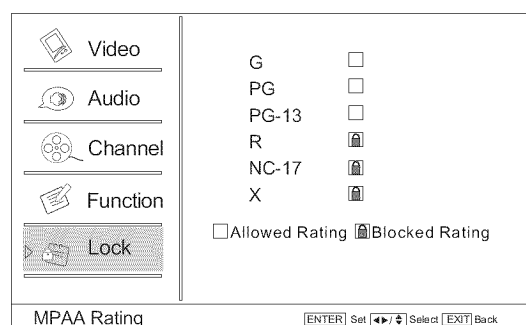 Video
Audio
Channel
Function
Lock
G
PG
PG-13
R
NC-17
X
Allowed Rating Blocked Rating
MPAA Rating
ENTER Set ◀▶/♦ Select EXIT Back